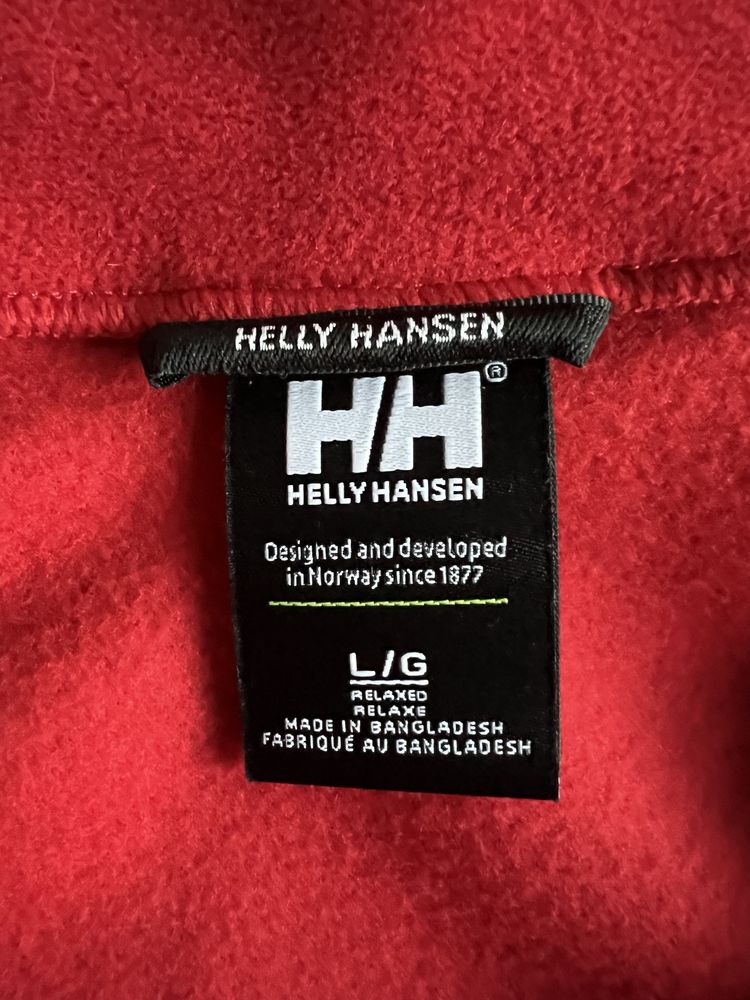 HELLY HANSEN
H/H®
HELLY HANSEN
Designed and developed
in Norway since 1877
L/G
RELAXED
RELAXE
MADE IN BANGLADESH
FABRIQUÉ AU BANGLADESH